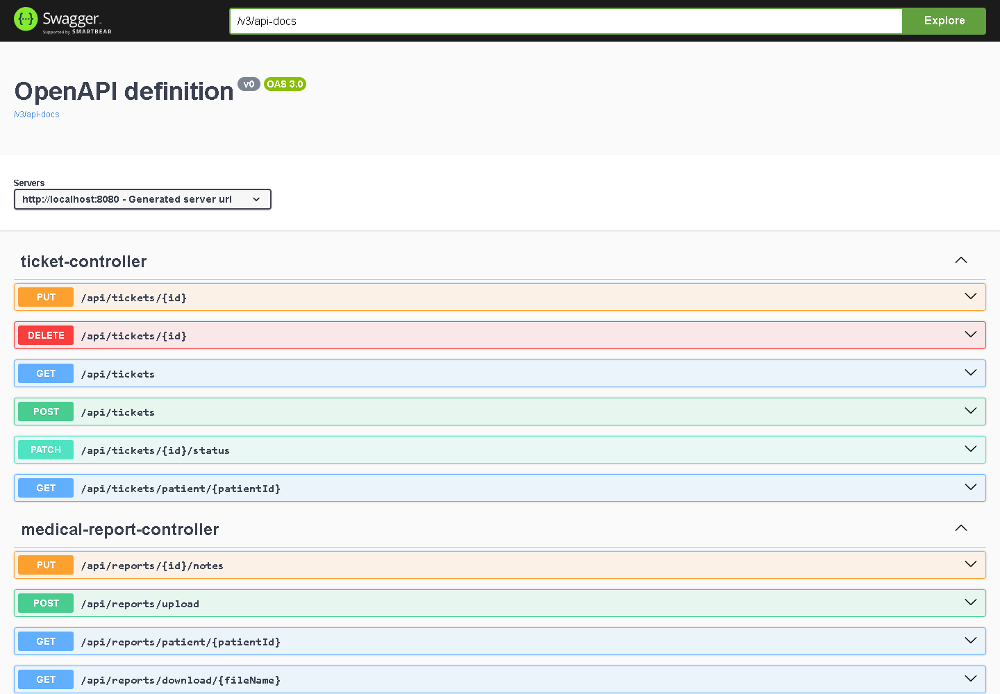 {···} Swagger.
Supported by SMARTBEAR
/v3/api-docs
Explore
OpenAPI definition v0 OAS 3.0
/v3/api-docs
Servers
http://localhost:8080 - Generated server url
ticket-controller
PUT /api/tickets/{id}
DELETE /api/tickets/{id}
GET /api/tickets
POST /api/tickets
PATCH /api/tickets/{id}/status
GET /api/tickets/patient/{patientId}
medical-report-controller
PUT /api/reports/{id}/notes
POST /api/reports/upload
GET /api/reports/patient/{patientId}
GET /api/reports/download/{fileName}